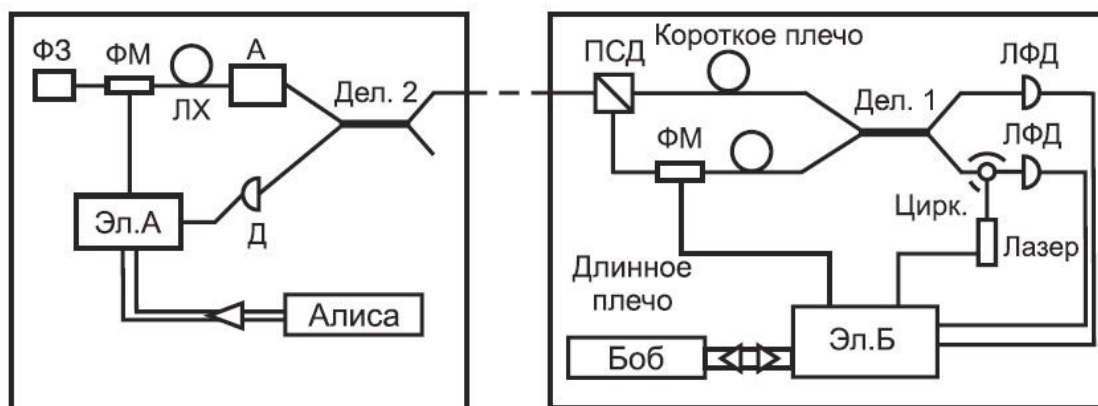 ФЗ
ФМ
ЛХ
А
Дел. 2
Эл.А
Д
Алиса
ПСД
Короткое плечо
ФМ
Дел. 1
ЛФД
ЛФД
Цирк.
Лазер
Длинное
плечо
Эл.Б
Боб